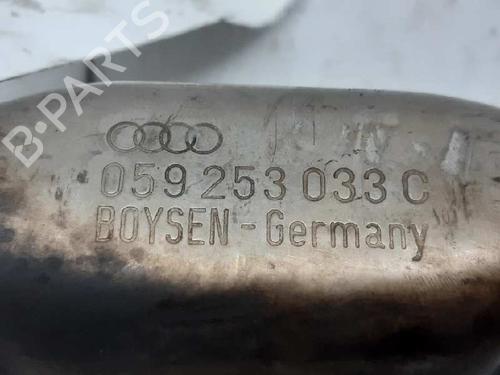 B-PARTS
059 253 033 C
BOYSEN - Germany